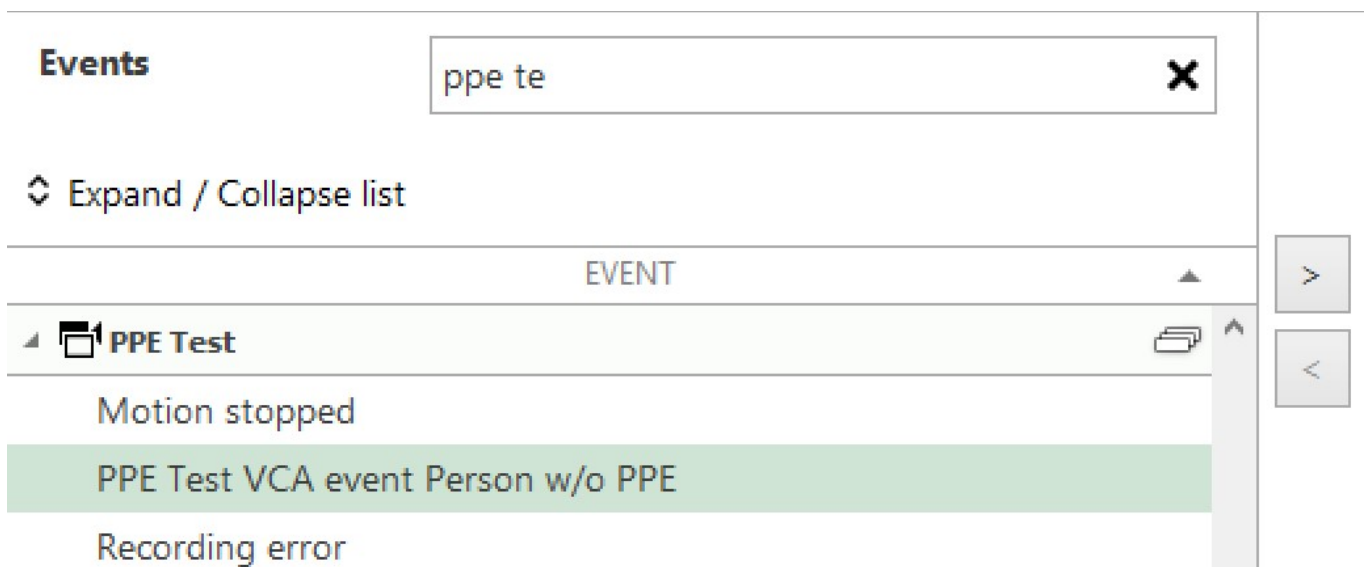 Events
ppe te
Expand / Collapse list
EVENT
>
PPE Test
<
Motion stopped
PPE Test VCA event Person w/o PPE
Recording error